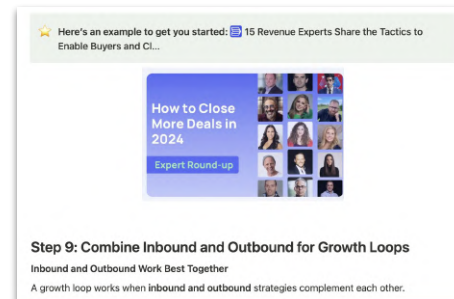 Here's an example to get you started: 15 Revenue Experts Share the Tactics to
Enable Buyers and Cl...
How to Close
More Deals in
2024
Expert Round-up
Step 9: Combine Inbound and Outbound for Growth Loops
Inbound and Outbound Work Best Together
A growth loop works when inbound and outbound strategies complement each other.